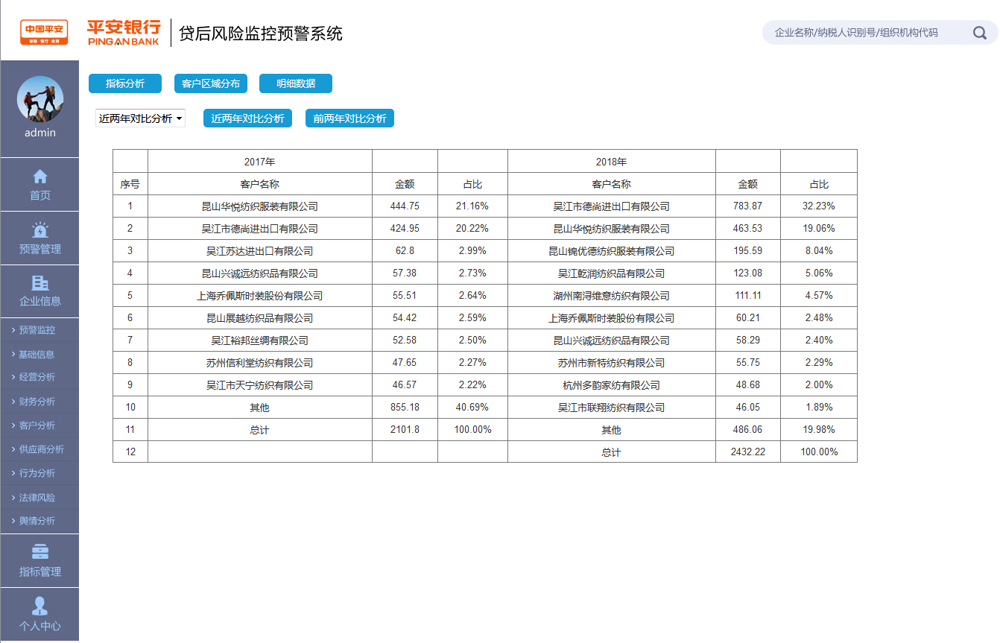 中国平安
保险·银行·投资
平安银行
PINGAN BANK
贷后风险监控预警系统
企业名称/纳税人识别号/组织机构代码
admin
首页
预警管理
企业信息
预警监控
基础信息
经营分析
财务分析
客户分析
供应商分析
行为分析
法律风险
舆情分析
指标管理
个人中心
指标分析 客户区域分布 明细数据
近两年对比分析 近两年对比分析 前两年对比分析
2017年 2018年
序号 客户名称 金额 占比 客户名称 金额 占比
1 昆山华悦纺织服装有限公司 444.75 21.16% 吴江市德尚进出口有限公司 783.87 32.23%
2 吴江市德尚进出口有限公司 424.95 20.22% 昆山华悦纺织服装有限公司 463.53 19.06%
3 吴江苏达进出口有限公司 62.8 2.99% 昆山锦优德纺织服装有限公司 195.59 8.04%
4 昆山兴诚远纺织品有限公司 57.38 2.73% 吴江乾润纺织品有限公司 123.08 5.06%
5 上海乔佩斯时装股份有限公司 55.51 2.64% 湖州南浔维意纺织有限公司 111.11 4.57%
6 昆山展越纺织品有限公司 54.42 2.59% 上海乔佩斯时装股份有限公司 60.21 2.48%
7 吴江裕邦丝绸有限公司 52.58 2.50% 昆山兴诚远纺织品有限公司 58.29 2.40%
8 苏州信利堂纺织有限公司 47.65 2.27% 苏州市新特纺织有限公司 55.75 2.29%
9 吴江市天宁纺织有限公司 46.57 2.22% 杭州多韵家纺有限公司 48.68 2.00%
10 其他 855.18 40.69% 吴江市联翔纺织有限公司 46.05 1.89%
11 总计 2101.8 100.00% 其他 486.06 19.98%
12 总计 2432.22 100.00%